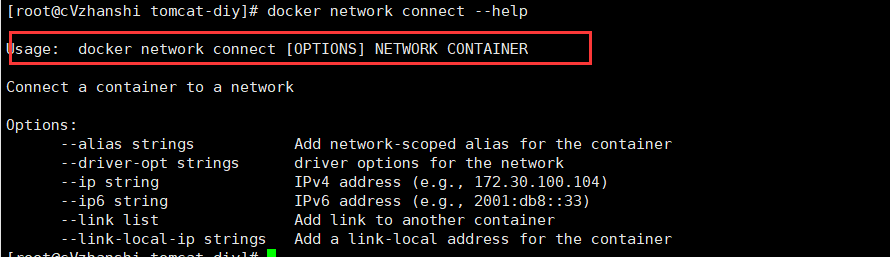 [root@cVzhanshi tomcat-diy]# docker network connect --help
Usage:  docker network connect [OPTIONS] NETWORK CONTAINER
Connect a container to a network
Options:
      --alias strings           Add network-scoped alias for the container
      --driver-opt strings      driver options for the network
      --ip string               IPv4 address (e.g., 172.30.100.104)
      --ip6 string              IPv6 address (e.g., 2001:db8::33)
      --link list               Add link to another container
      --link-local-ip strings   Add a link-local address for the container
[root@cVzhanshi tomcat-diy]#